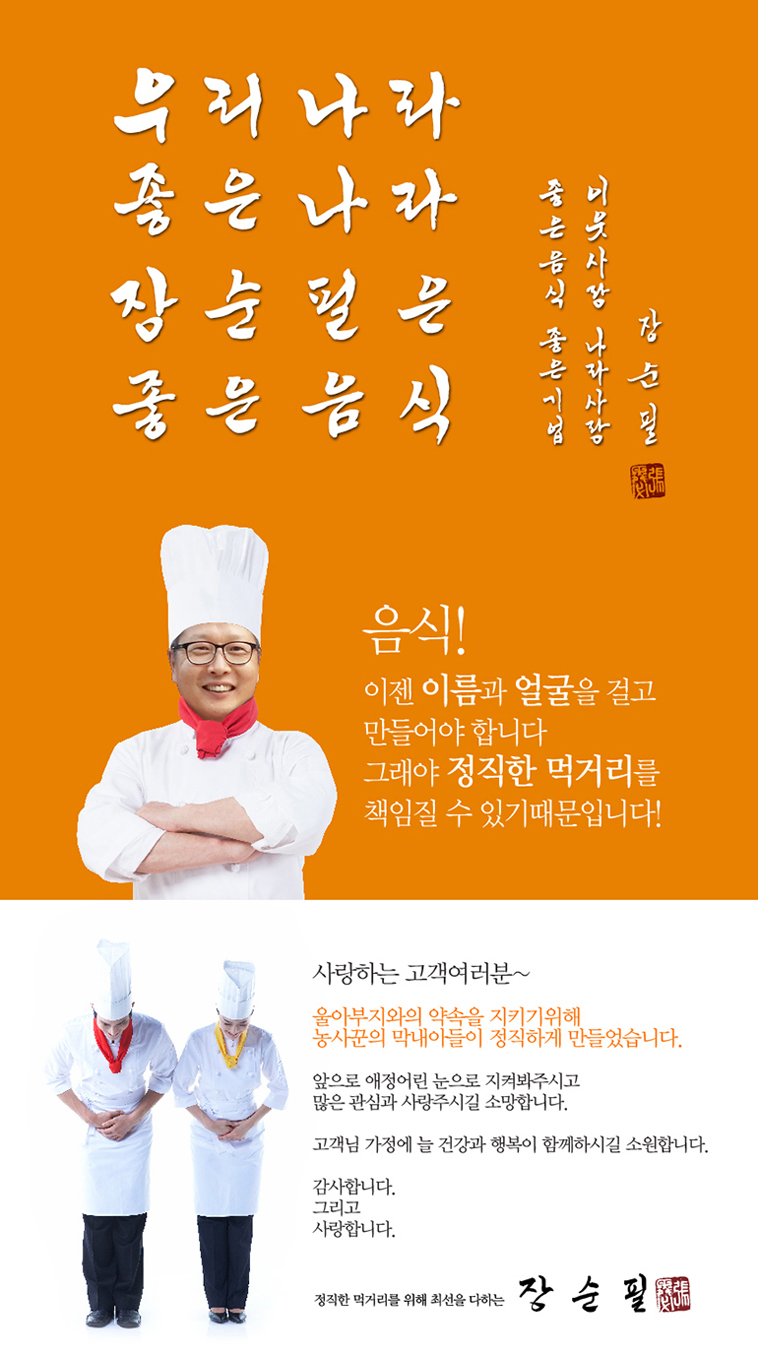 우리나라
좋은나라
장순필은
좋은음식
이웃사랑 나라사랑
좋은음식 좋은기업
장순필
음식!
이젠 이름과 얼굴을 걸고
만들어야 합니다
그래야 정직한 먹거리를
책임질 수 있기때문입니다!
사랑하는 고객여러분~
울아부지와의 약속을 지키기위해
농사꾼의 막내아들이 정직하게 만들었습니다.
앞으로 애정어린 눈으로 지켜봐주시고
많은 관심과 사랑주시길 소망합니다.
고객님 가정에 늘 건강과 행복이 함께하시길 소원합니다.
감사합니다.
그리고
사랑합니다.
정직한 먹거리를 위해 최선을 다하는 장순필